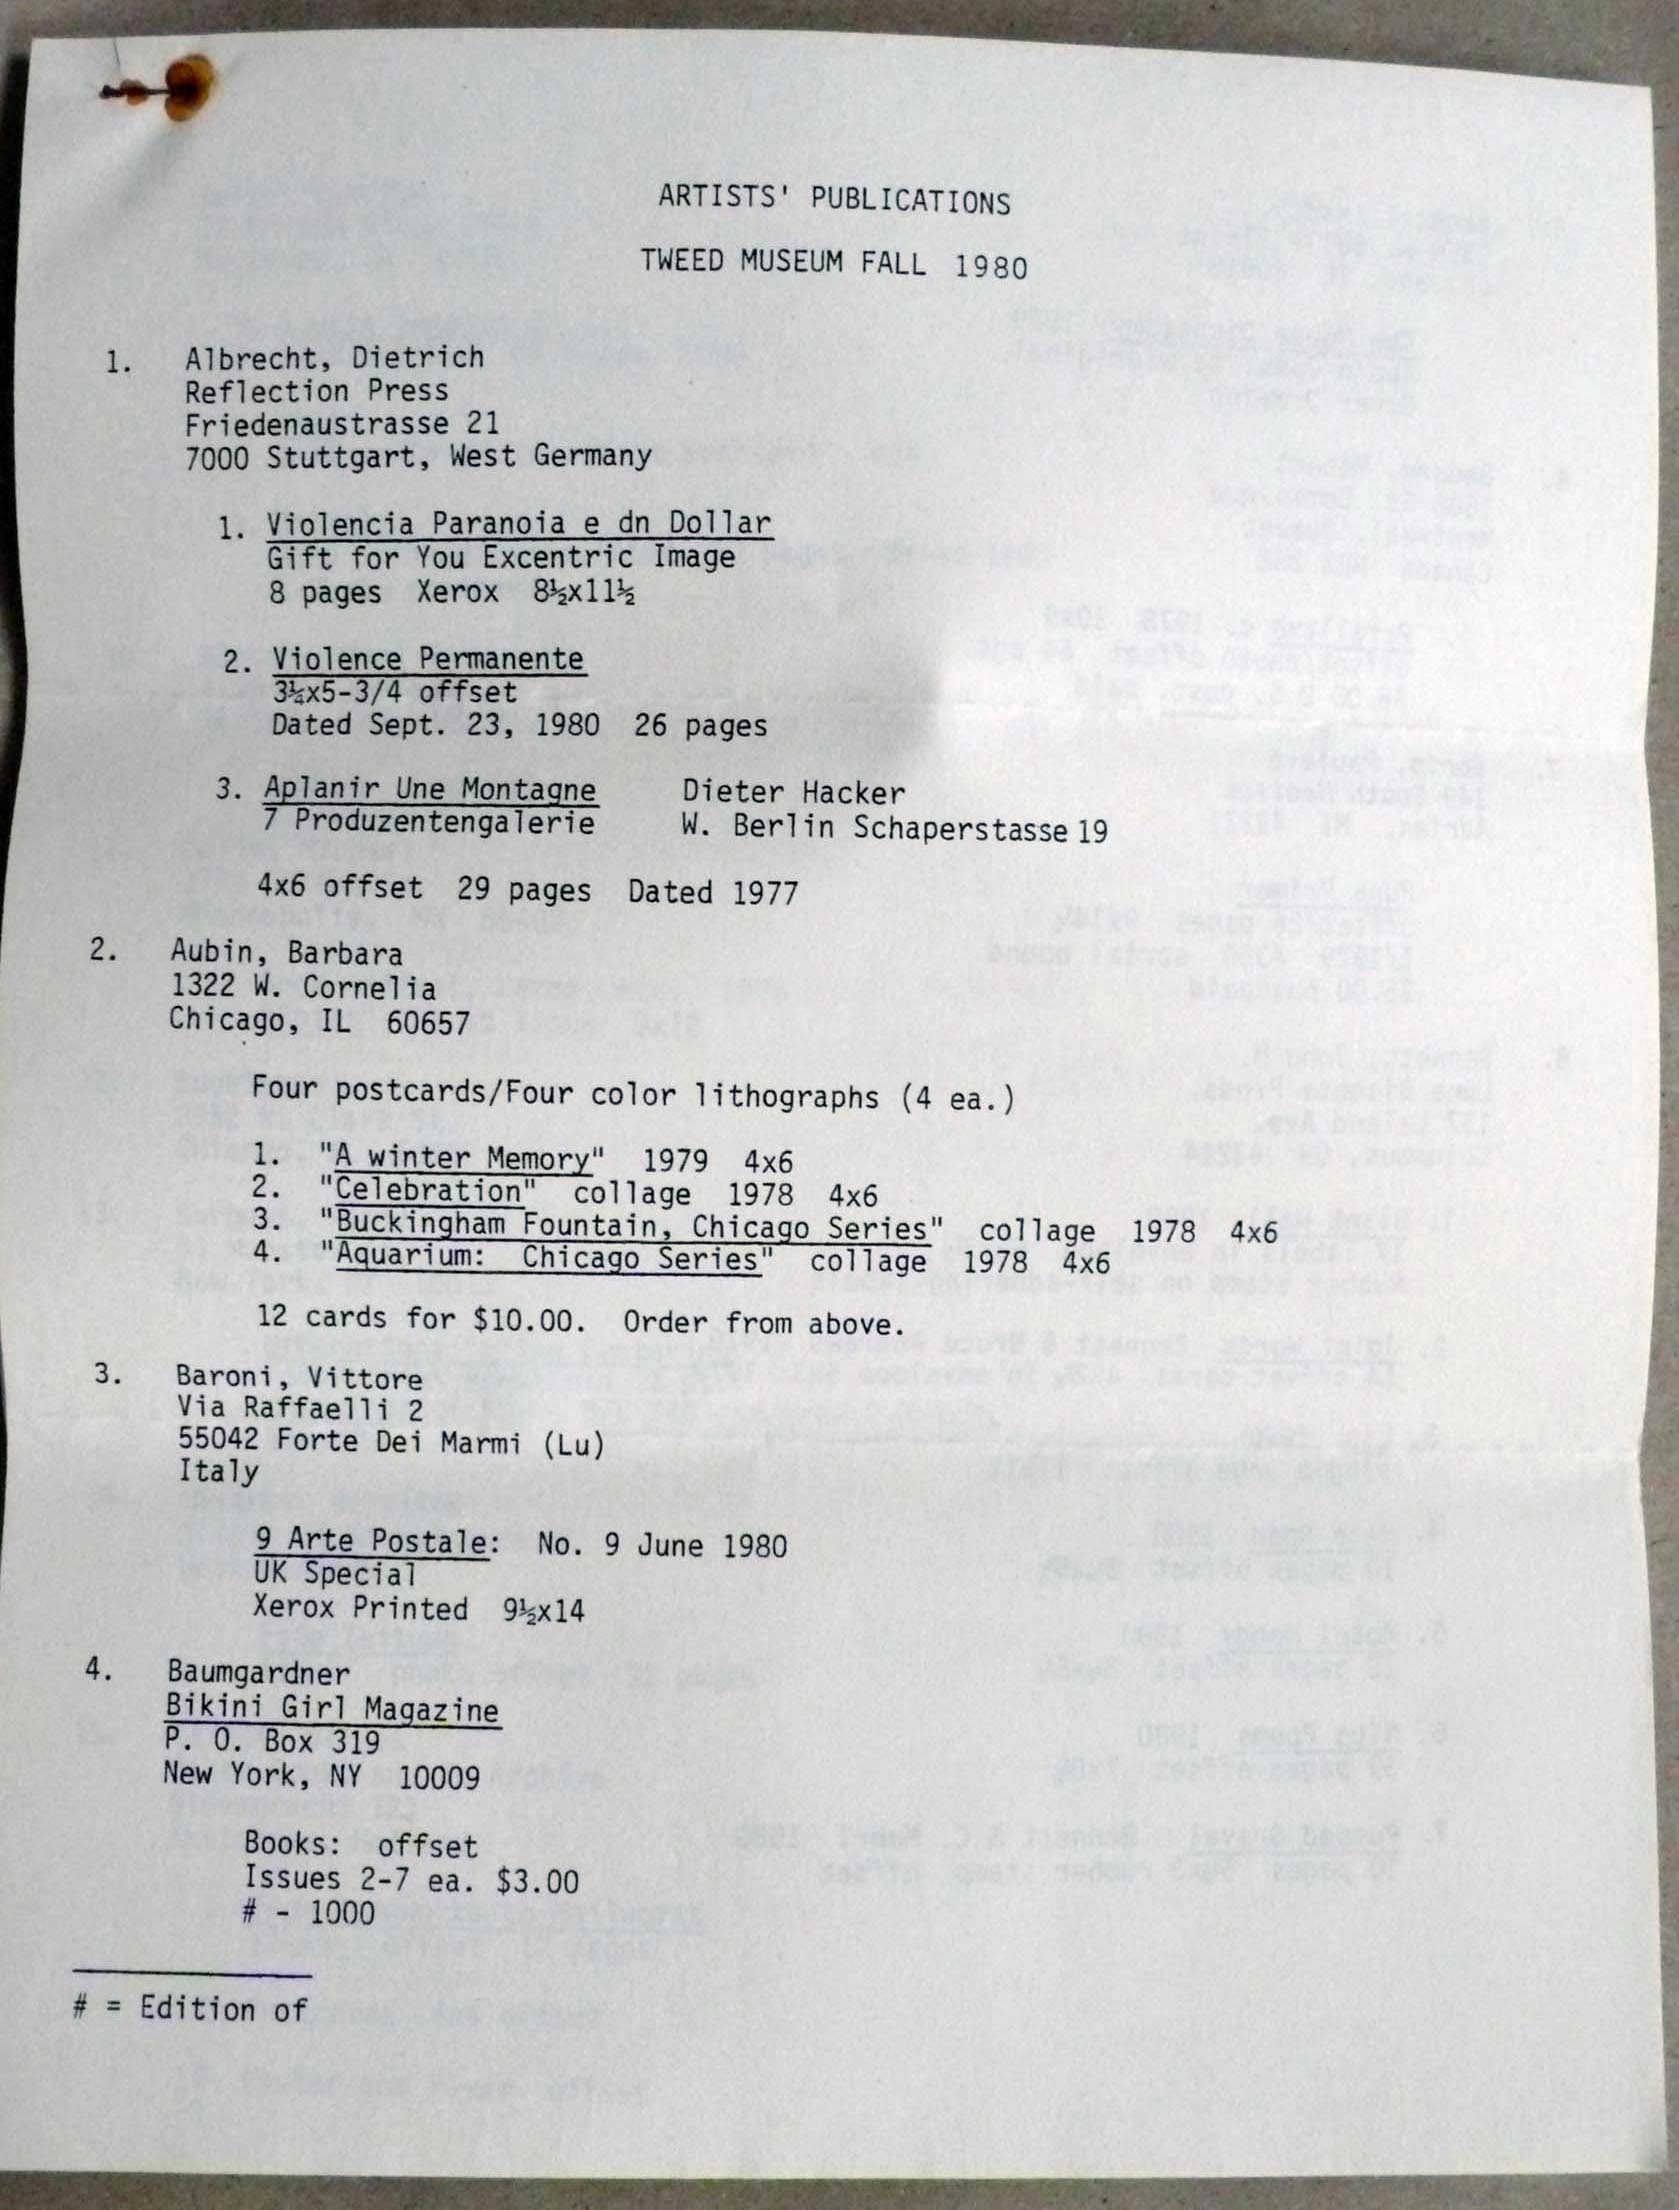 ARTISTS' PUBLICATIONS
TWEED MUSEUM FALL 1980
1. Albrecht, Dietrich
Reflection Press
Friedenaustrasse 21
7000 Stuttgart, West Germany
1. Violencia Paranoia e dn Dollar
Gift for You Excentric Image
8 pages Xerox 8½x11½
2. Violence Permanente
3¼x5-3/4 offset
Dated Sept. 23, 1980 26 pages
3. Aplanir Une Montagne Dieter Hacker
7 Produzentengalerie W. Berlin Schaperstasse 19
4x6 offset 29 pages Dated 1977
2. Aubin, Barbara
1322 W. Cornelia
Chicago, IL 60657
Four postcards/Four color lithographs (4 ea.)
1. "A winter Memory" 1979 4x6
2. "Celebration" collage 1978 4x6
3. "Buckingham Fountain, Chicago Series" collage 1978 4x6
4. "Aquarium: Chicago Series" collage 1978 4x6
12 cards for $10.00. Order from above.
3. Baroni, Vittore
Via Raffaelli 2
55042 Forte Dei Marmi (Lu)
Italy
9 Arte Postale: No. 9 June 1980
UK Special
Xerox Printed 9½x14
4. Baumgardner
Bikini Girl Magazine
P. O. Box 319
New York, NY 10009
Books: offset
Issues 2-7 ea. $3.00
# - 1000
# = Edition of